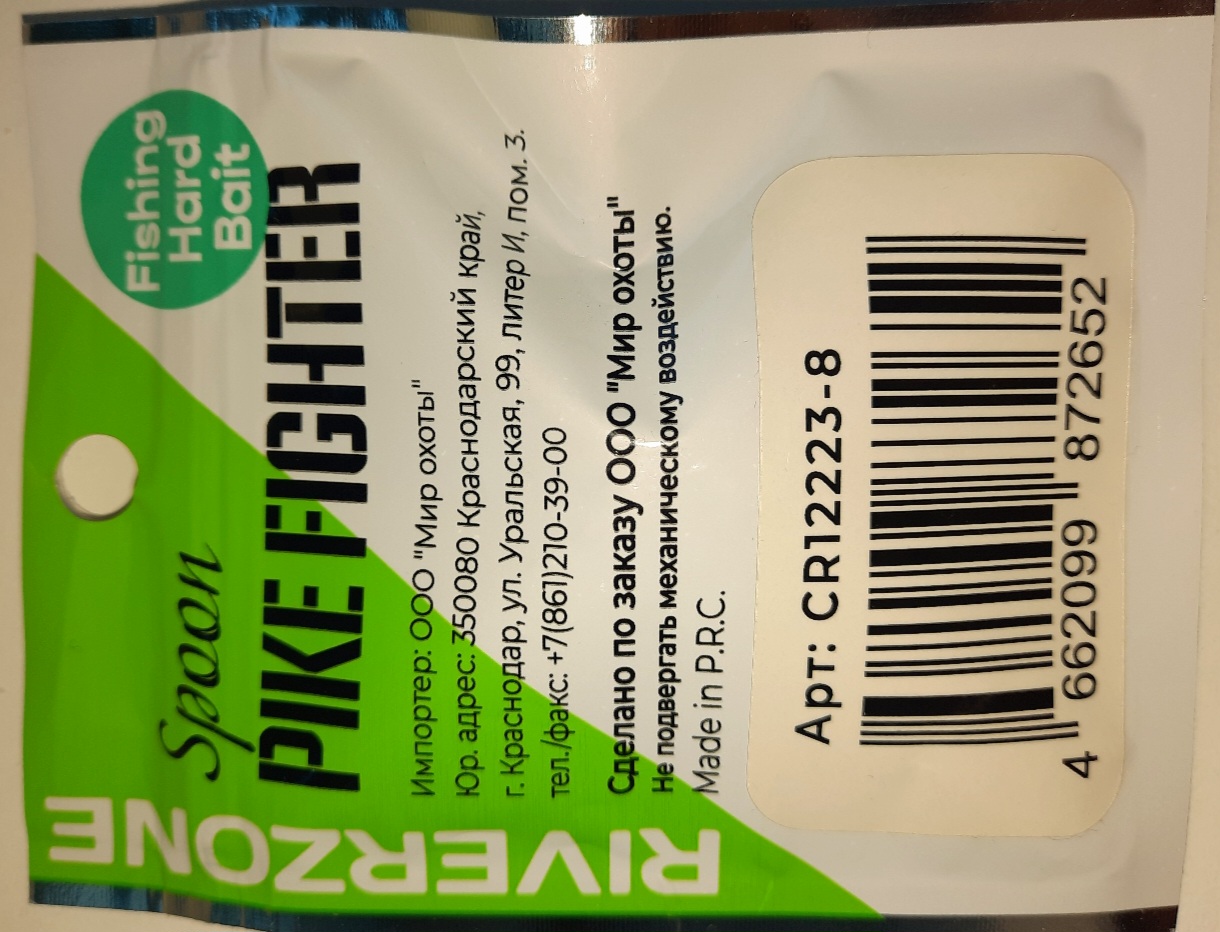 RIVERZONE
Fishing
Hard
Bait
Spoon
PIKE FIGHTER
Импортер: ООО "Мир охоты"
Юр. адрес: 350080 Краснодарский край,
г. Краснодар, ул. Уральская, 99, литер И, пом. 3.
тел./факс: +7(861)210-39-00
Сделано по заказу ООО "Мир охоты"
Не подвергать механическому воздействию.
Made in P.R.C.
Арт: CR12223-8
4 662099 872652